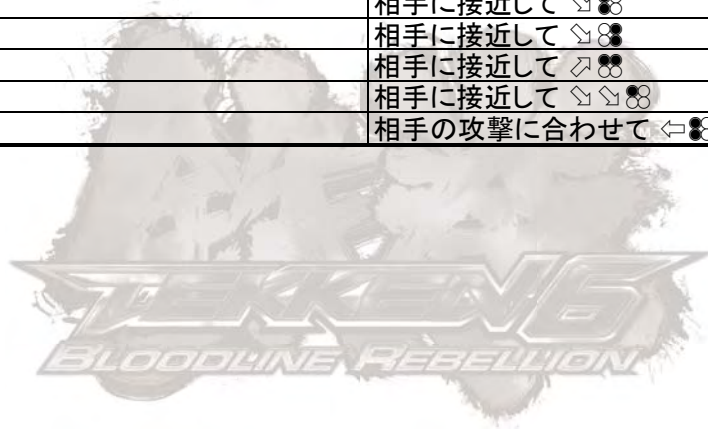 相手に接近して ⇘
相手に接近して ⇘
相手に接近して ⇗
相手に接近して ⇘⇘
相手の攻撃に合わせて ⇦
鉄拳
TEKKEN 6
BLOODLINE REBELLION